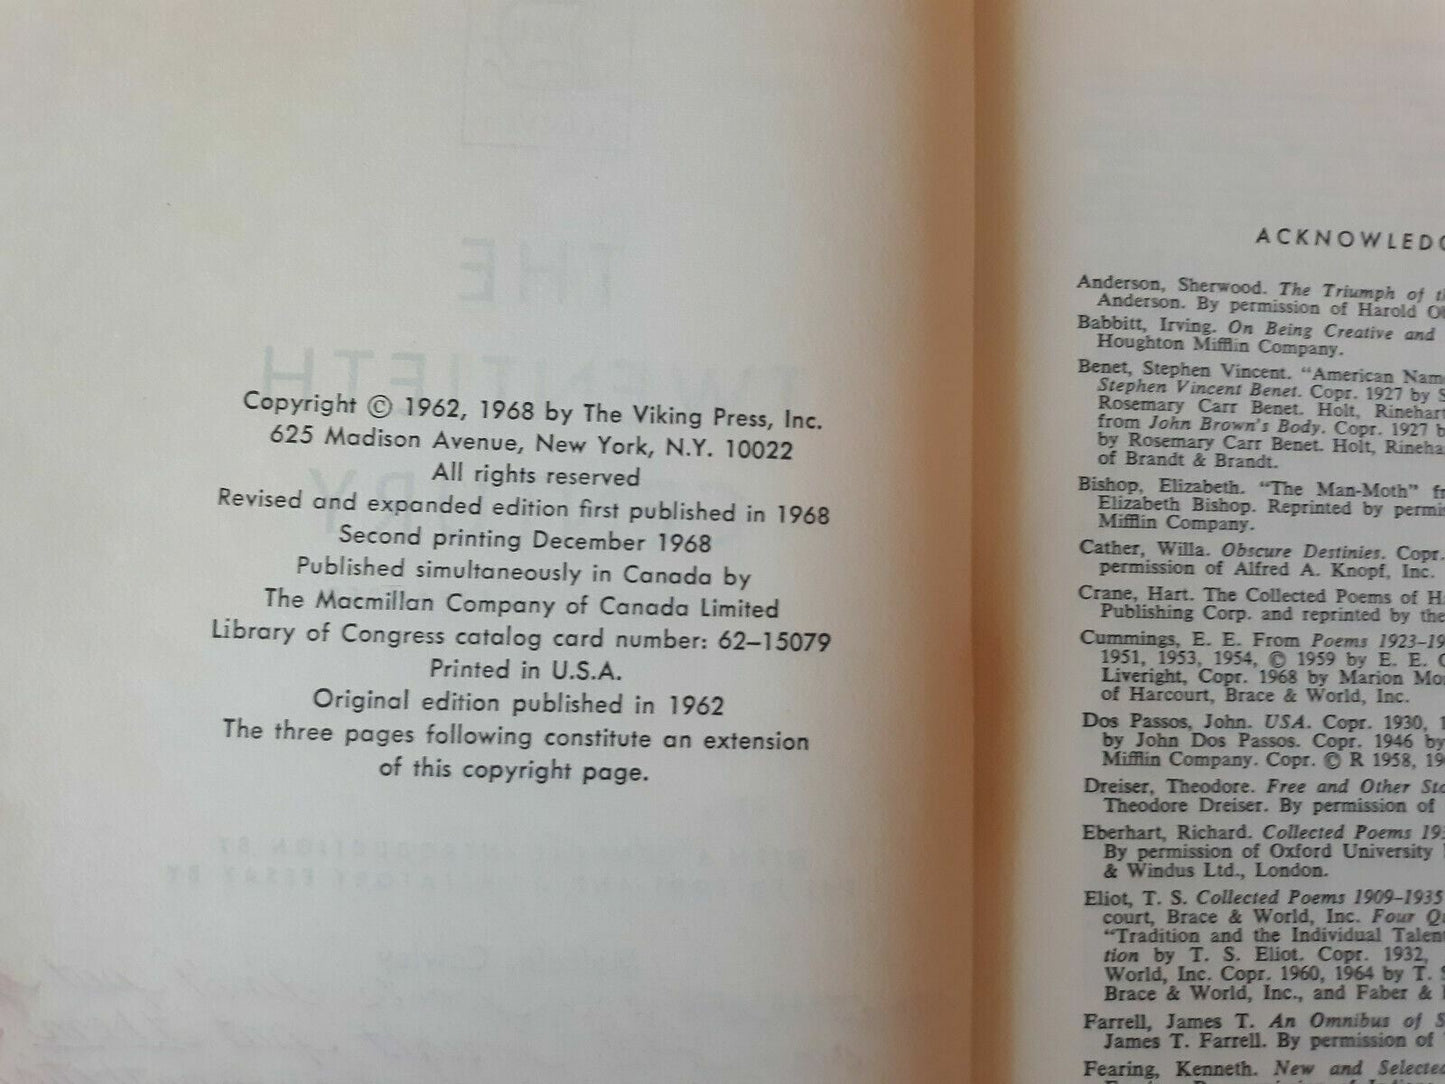 Copyright © 1962, 1968 by The Viking Press, Inc.
625 Madison Avenue, New York, N.Y. 10022
All rights reserved
Revised and expanded edition first published in 1968
Second printing December 1968
Published simultaneously in Canada by
The Macmillan Company of Canada Limited
Library of Congress catalog card number: 62–15079
Printed in U.S.A.
Original edition published in 1962
The three pages following constitute an extension
of this copyright page.
THE
ACKNOWLEDG
Anderson, Sherwood. The Triumph of
Anderson. By permission of Harold
Babbitt, Irving. On Being Creative and
Houghton Mifflin Company.
Benet, Stephen Vincent. "American
Stephen Vincent Benet. Copr. 1927 by
Rosemary Carr Benet. Holt, Rinehart
from John Brown's Body. Copr. 1927
by Rosemary Carr Benet. Holt,
of Brandt & Brandt.
Bishop, Elizabeth. "The Man-Moth"
Elizabeth Bishop. Reprinted by
Mifflin Company.
Cather, Willa. Obscure Destinies. Copr.
permission of Alfred A. Knopf, Inc.
Crane, Hart. The Collected Poems of
Publishing Corp. and reprinted by the
Cummings, E. E. From Poems 1923–19
1951, 1953, 1954, © 1959 by E. E.
Liveright, Copr. 1968 by Marion
of Harcourt, Brace & World, Inc.
Dos Passos, John. USA. Copr. 1930,
by John Dos Passos. Copr. 1946 by
Mifflin Company. Copr. © R 1958,
Dreiser, Theodore. Free and Other
Theodore Dreiser. By permission of
Eberhart, Richard. Collected Poems
By permission of Oxford University
& Windus Ltd., London.
Eliot, T. S. Collected Poems 1909–1935
court, Brace & World, Inc. Four
"Tradition and the Individual Talent
tion by T. S. Eliot. Copr. 1932,
World, Inc. Copr. 1960, 1964 by T.
Brace & World, Inc., and Faber &
Farrell, James T. An Omnibus of
James T. Farrell. By permission of
Fearing, Kenneth. New and Selected